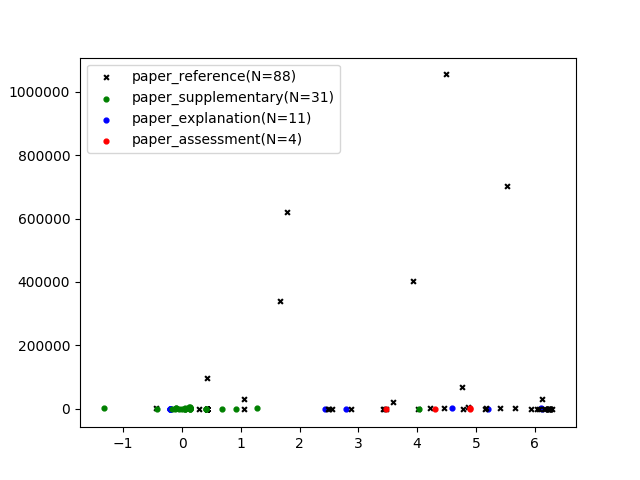 paper_reference(N=88)
paper_supplementary(N=31)
paper_explanation(N=11)
paper_assessment(N=4)
1000000
800000
600000
400000
200000
0
−1 0 1 2 3 4 5 6